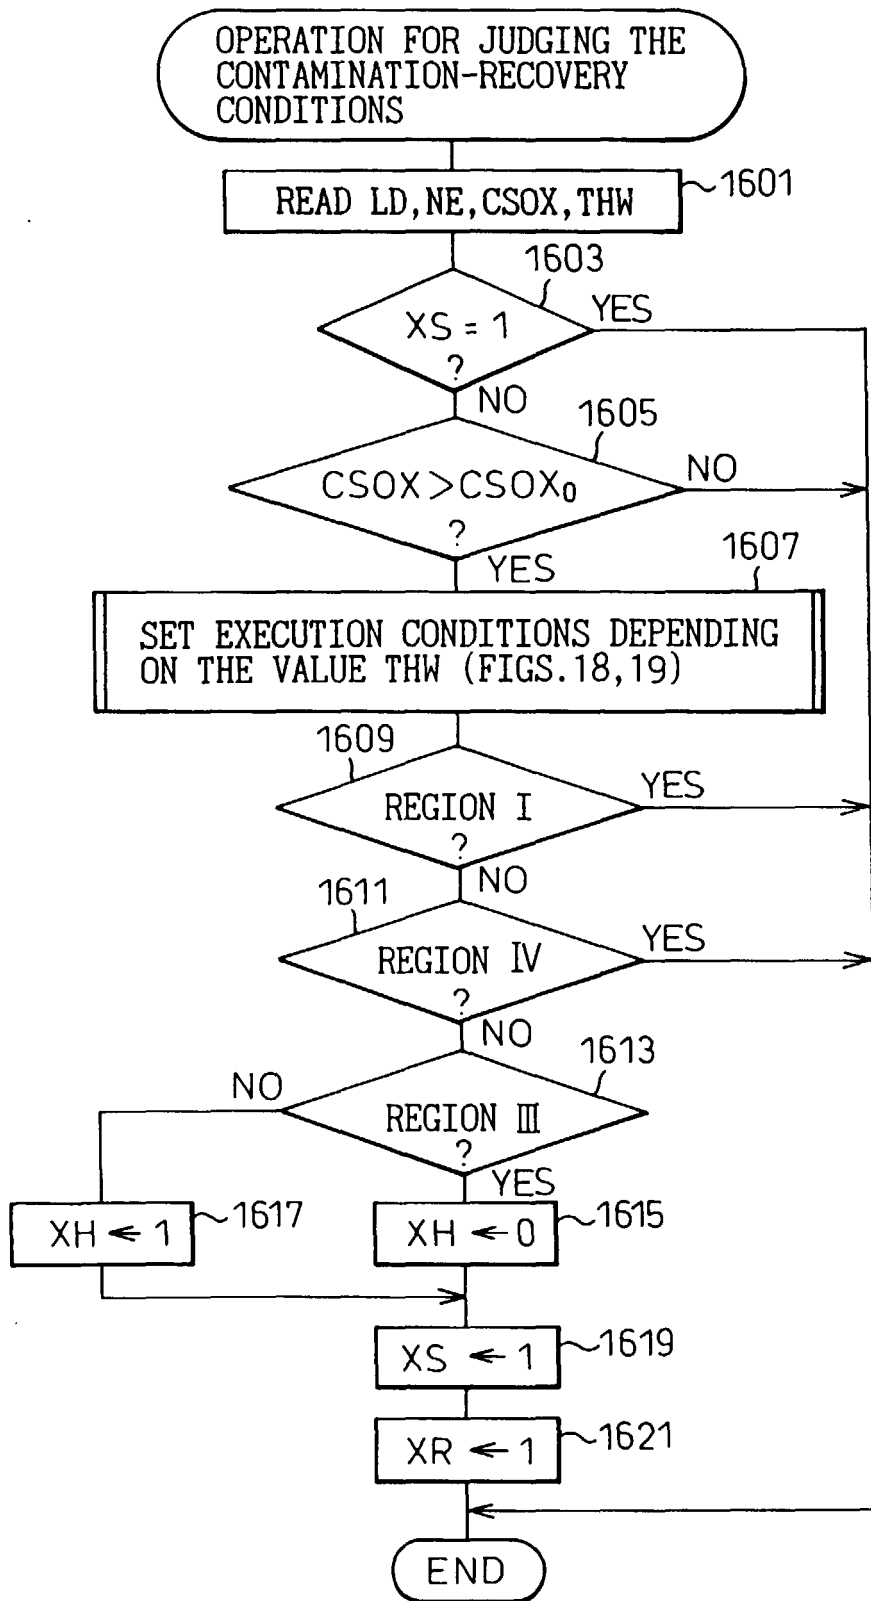 OPERATION FOR JUDGING THE
CONTAMINATION-RECOVERY
CONDITIONS
READ LD,NE,CSOX,THW
1601
1603
XS = 1
?
YES
NO
1605
CSOX > CSOX₀
?
NO
YES
1607
SET EXECUTION CONDITIONS DEPENDING
ON THE VALUE THW (FIGS.18,19)
1609
REGION I
?
YES
NO
1611
REGION IV
?
YES
NO
1613
NO
REGION III
?
YES
XH ← 1
1617
XH ← 0
1615
XS ← 1
1619
XR ← 1
1621
END